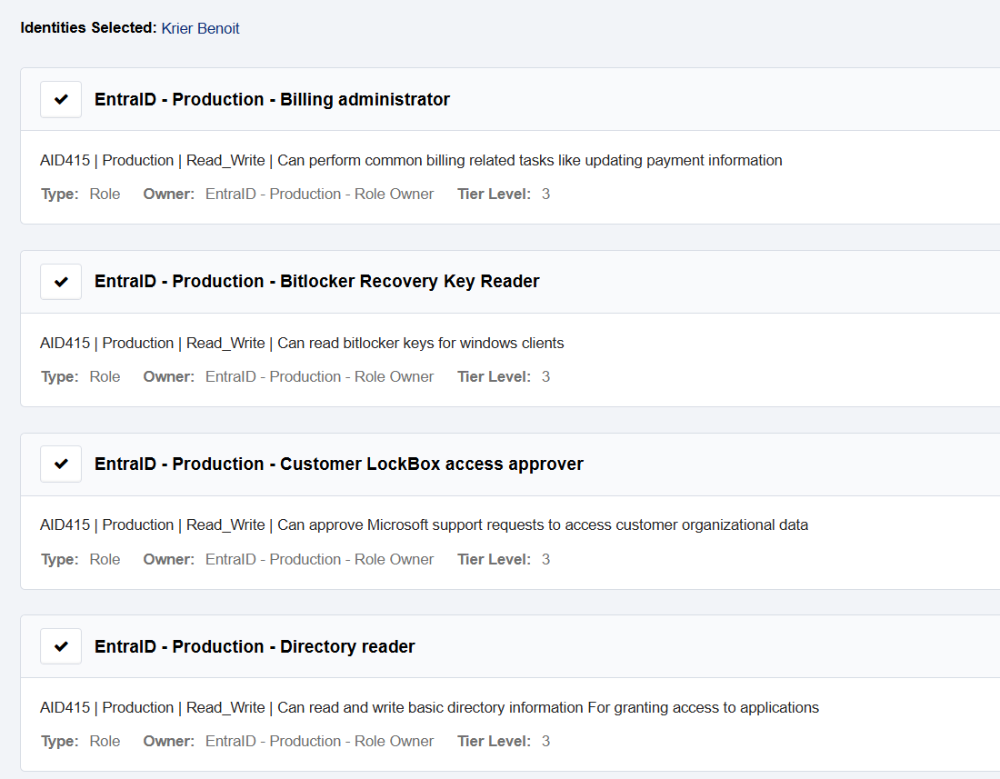 Identities Selected: Krier Benoit
EntraID - Production - Billing administrator
AID415 | Production | Read_Write | Can perform common billing related tasks like updating payment information
Type: Role Owner: EntraID - Production - Role Owner Tier Level: 3
EntraID - Production - Bitlocker Recovery Key Reader
AID415 | Production | Read_Write | Can read bitlocker keys for windows clients
Type: Role Owner: EntraID - Production - Role Owner Tier Level: 3
EntraID - Production - Customer LockBox access approver
AID415 | Production | Read_Write | Can approve Microsoft support requests to access customer organizational data
Type: Role Owner: EntraID - Production - Role Owner Tier Level: 3
EntraID - Production - Directory reader
AID415 | Production | Read_Write | Can read and write basic directory information For granting access to applications
Type: Role Owner: EntraID - Production - Role Owner Tier Level: 3